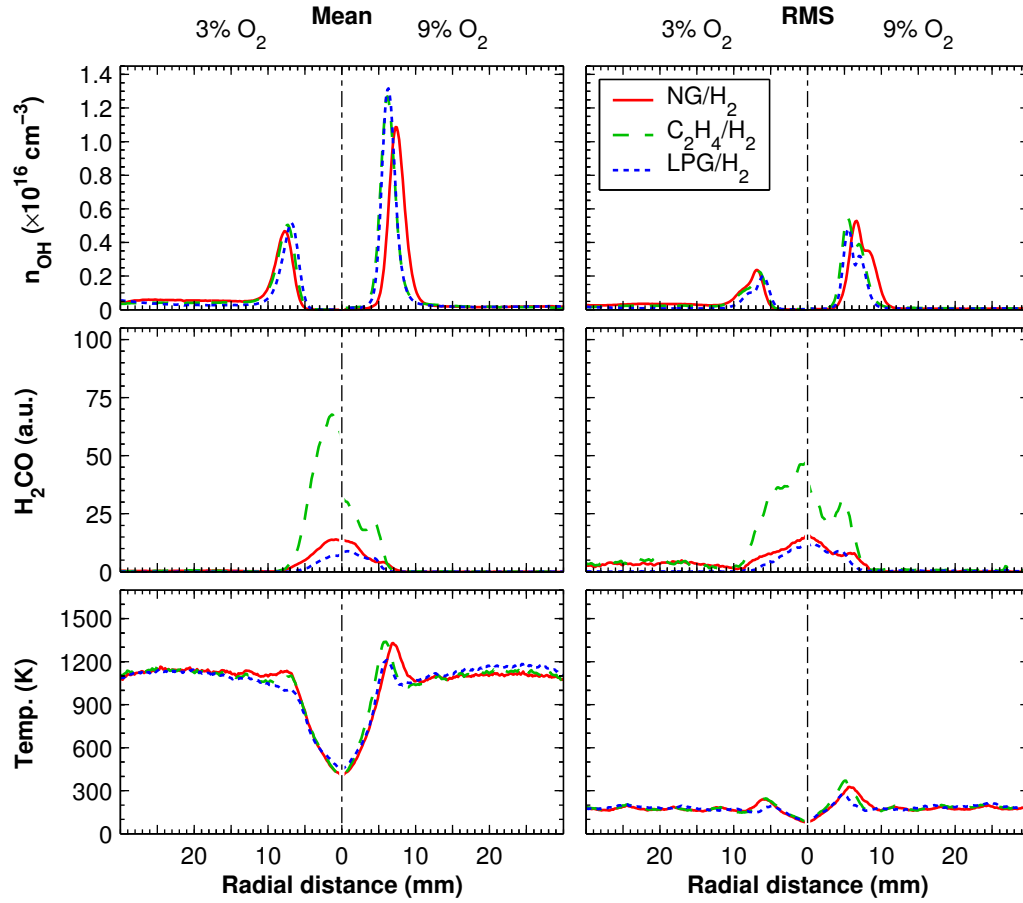 Mean
RMS
3% O₂
9% O₂
3% O₂
9% O₂
n_OH (×10¹⁶ cm⁻³)
1.4
1.2
1.0
0.8
0.6
0.4
0.2
0
NG/H₂
C₂H₄/H₂
LPG/H₂
H₂CO (a.u.)
100
75
50
25
0
Temp. (K)
1500
1200
900
600
300
0
20 10 0 10 20
20 10 0 10 20
Radial distance (mm)
Radial distance (mm)